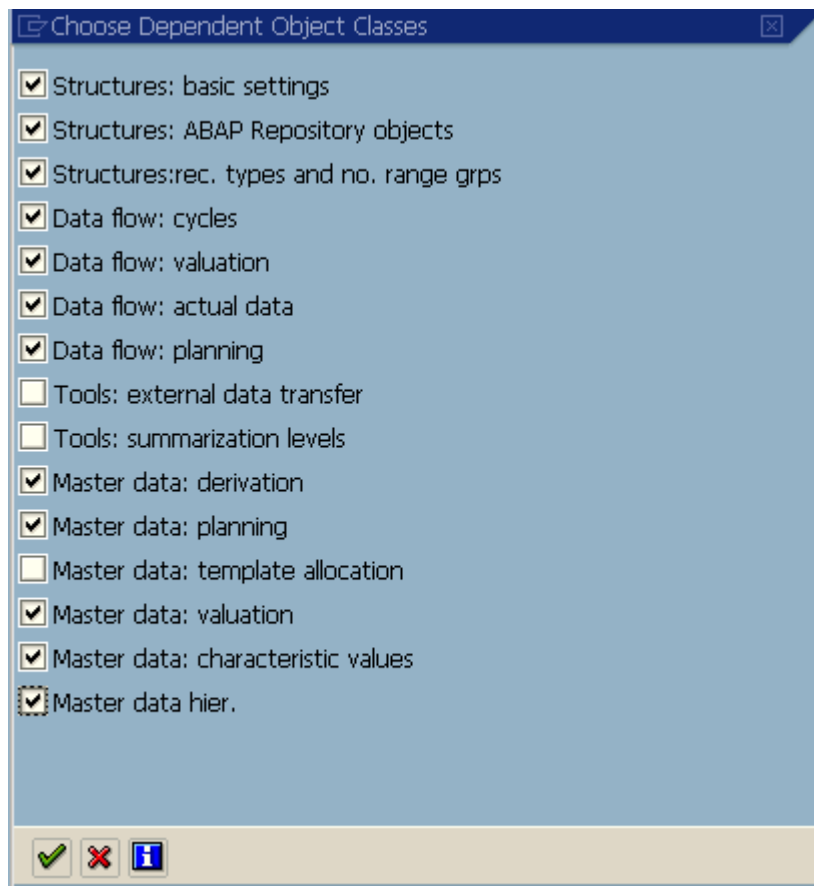 Choose Dependent Object Classes
Structures: basic settings
Structures: ABAP Repository objects
Structures:rec. types and no. range grps
Data flow: cycles
Data flow: valuation
Data flow: actual data
Data flow: planning
Tools: external data transfer
Tools: summarization levels
Master data: derivation
Master data: planning
Master data: template allocation
Master data: valuation
Master data: characteristic values
Master data hier.